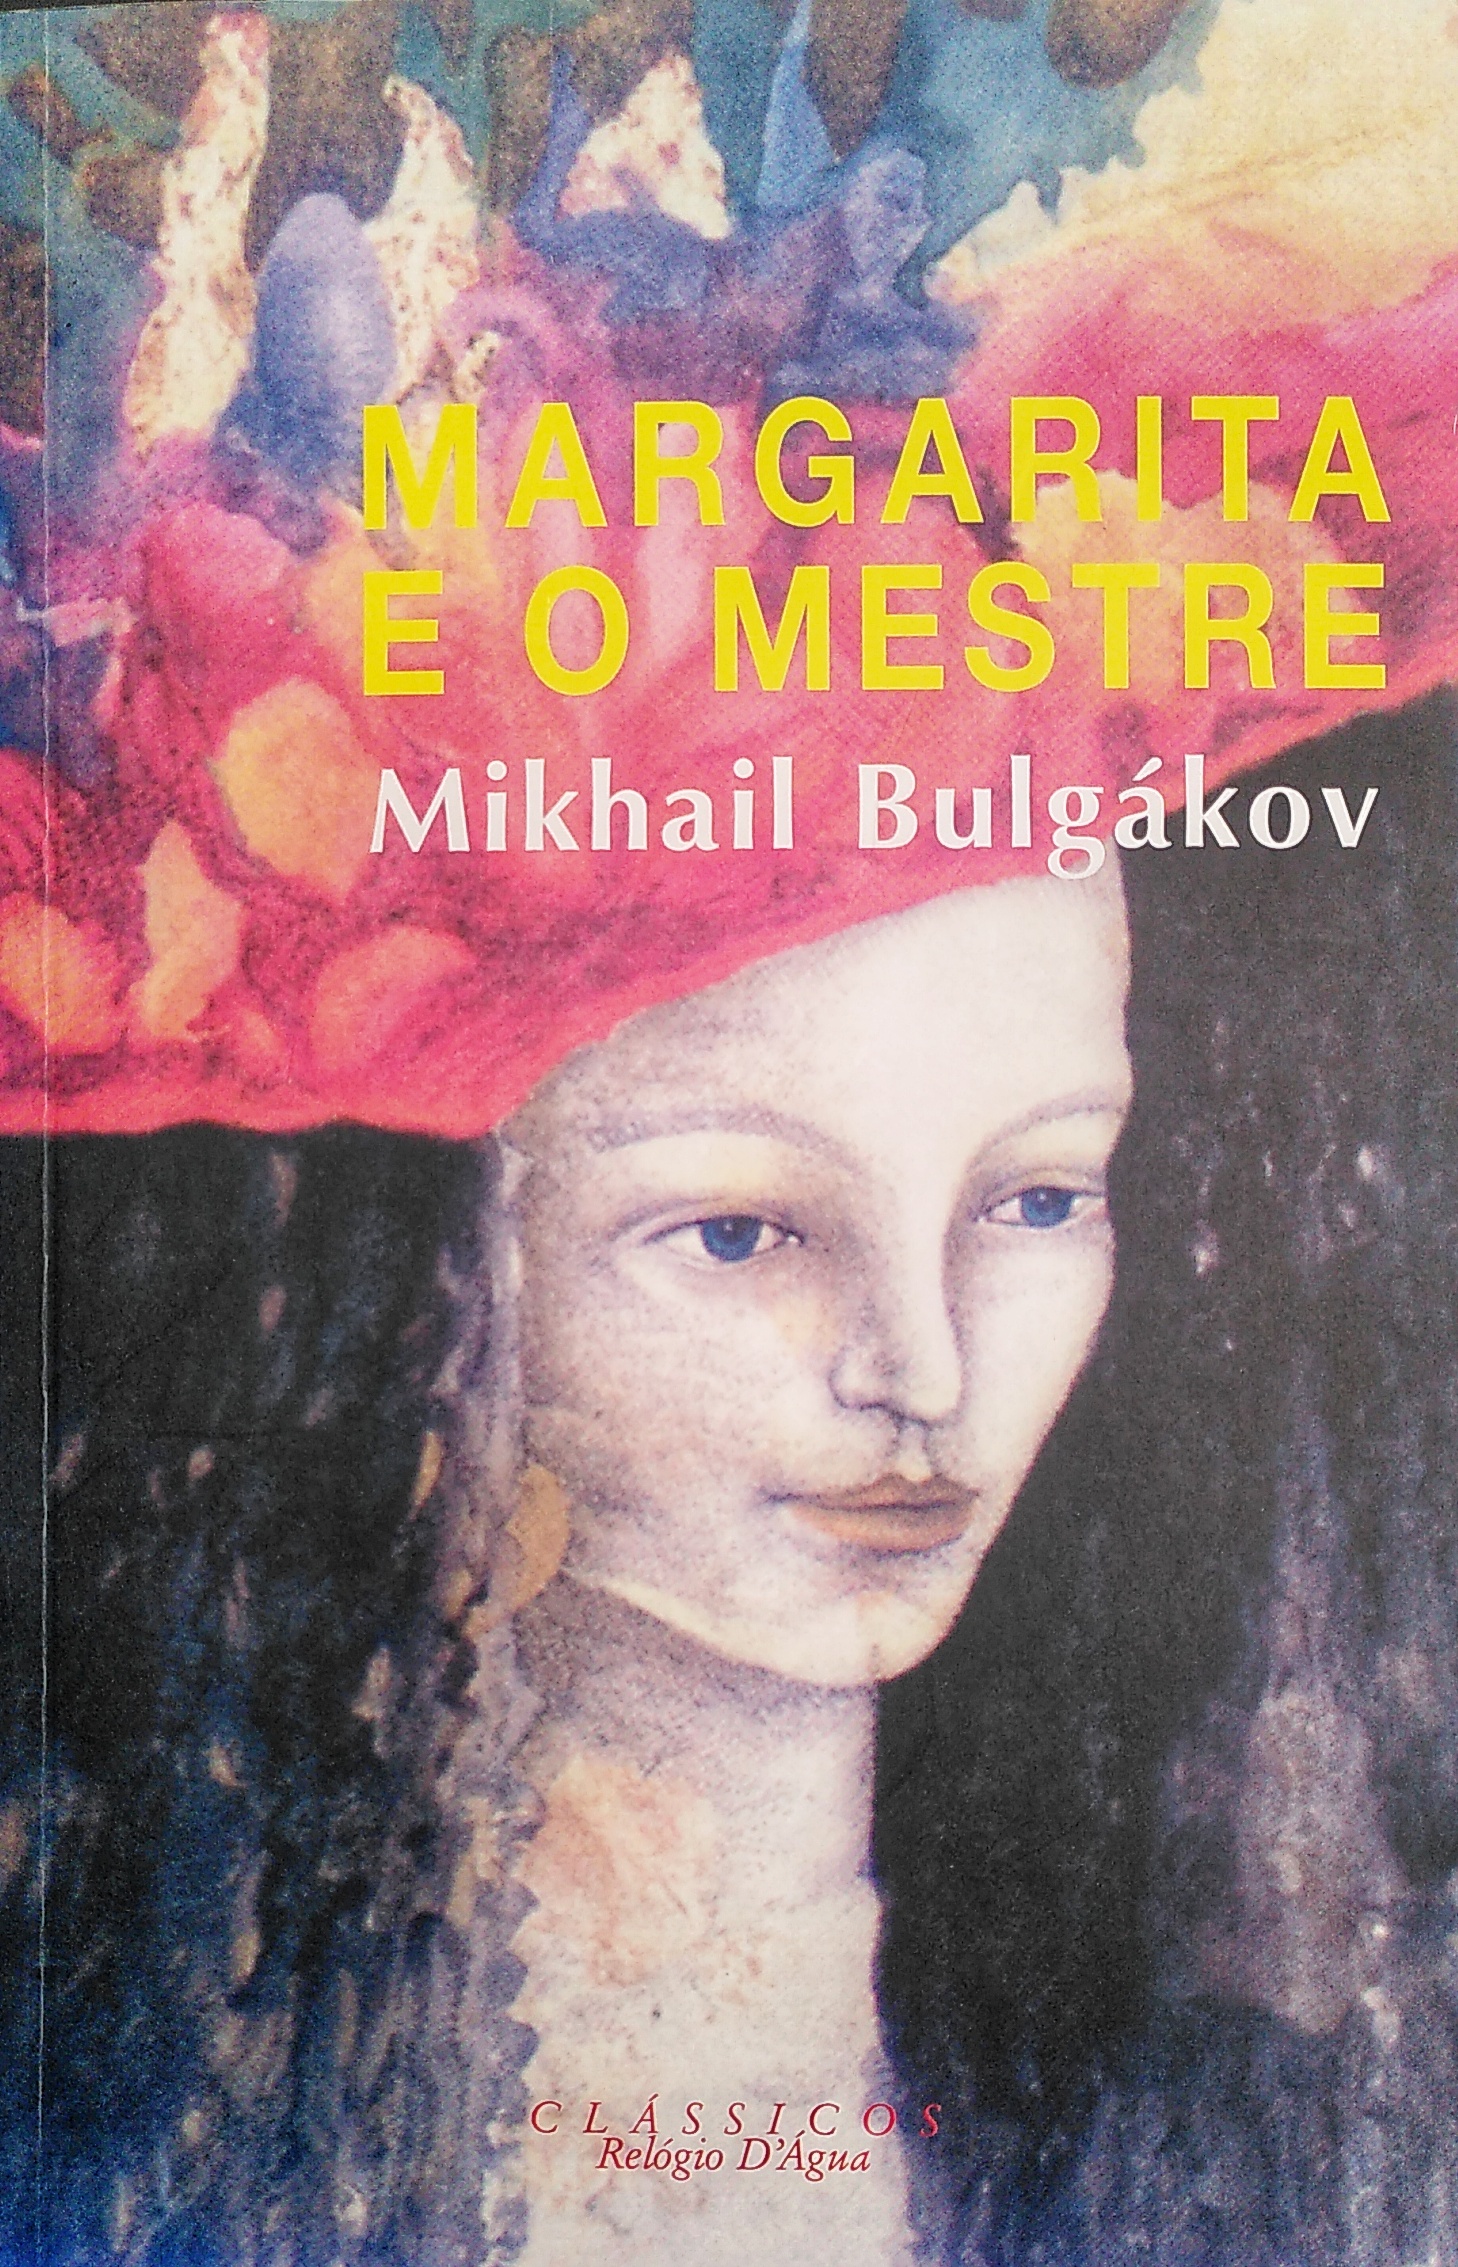 MARGARITA
E O MESTRE
Mikhail Bulgákov
CLÁSSICOS
Relógio D'Água